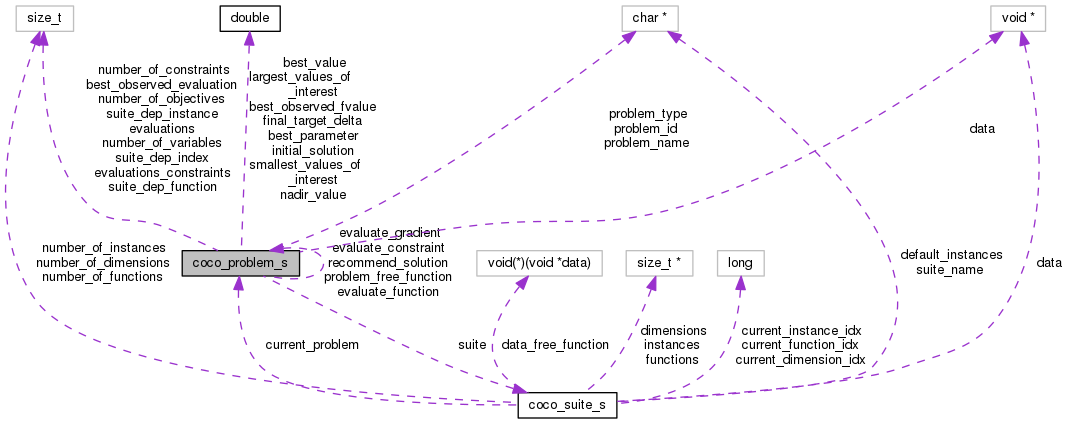 size_t
double
char *
void *
number_of_constraints
best_observed_evaluation
number_of_objectives
suite_dep_instance
evaluations
number_of_variables
suite_dep_index
evaluations_constraints
suite_dep_function
best_value
largest_values_of
_interest
best_observed_fvalue
final_target_delta
best_parameter
initial_solution
smallest_values_of
_interest
nadir_value
problem_type
problem_id
problem_name
data
number_of_instances
number_of_dimensions
number_of_functions
coco_problem_s
evaluate_gradient
evaluate_constraint
recommend_solution
problem_free_function
evaluate_function
void(*)(void *data)
size_t *
long
default_instances
suite_name
data
current_problem
suite
data_free_function
dimensions
instances
functions
current_instance_idx
current_function_idx
current_dimension_idx
coco_suite_s